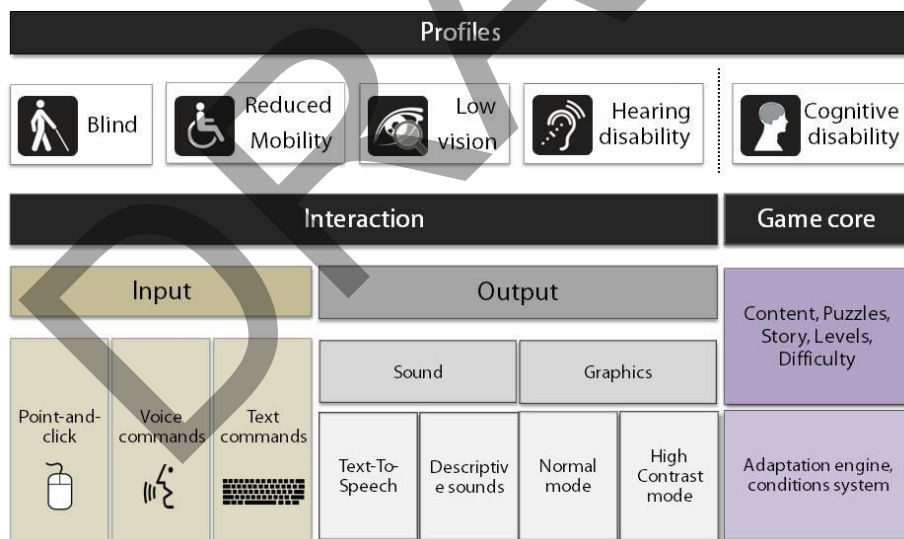 Profiles
Blind
Reduced
Mobility
Low
vision
Hearing
disability
Cognitive
disability
Interaction
Game core
Input
Output
Content, Puzzles,
Story, Levels,
Difficulty
Sound
Graphics
Point-and-
click
Voice
commands
Text
commands
Text-To-
Speech
Descriptiv
e sounds
Normal
mode
High
Contrast
mode
Adaptation engine,
conditions system
DRA